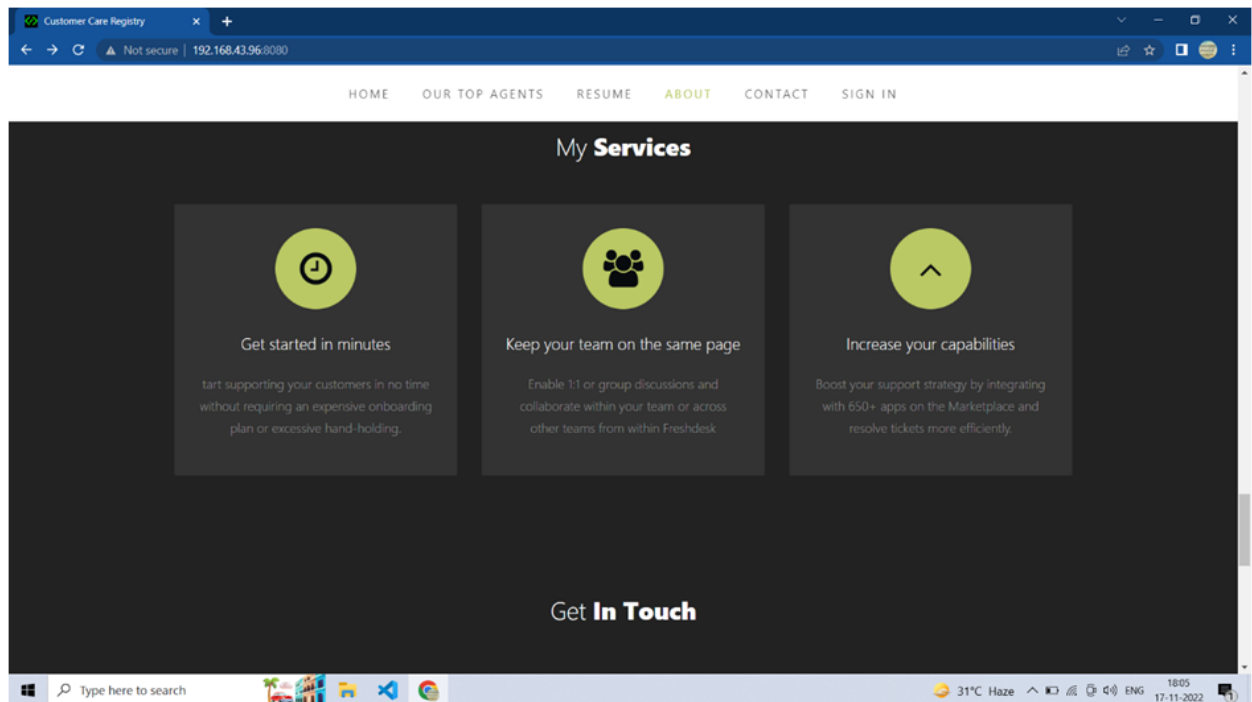 Customer Care Registry
Not secure | 192.168.43.96:8080
HOME OUR TOP AGENTS RESUME ABOUT CONTACT SIGN IN
My Services
Get started in minutes
tart supporting your customers in no time
without requiring an expensive onboarding
plan or excessive hand-holding.
Keep your team on the same page
Enable 1:1 or group discussions and
collaborate within your team or across
other teams from within Freshdesk
Increase your capabilities
Boost your support strategy by integrating
with 650+ apps on the Marketplace and
resolve tickets more efficiently.
Get In Touch
Type here to search
31°C Haze
ENG
18:05
17-11-2022
1